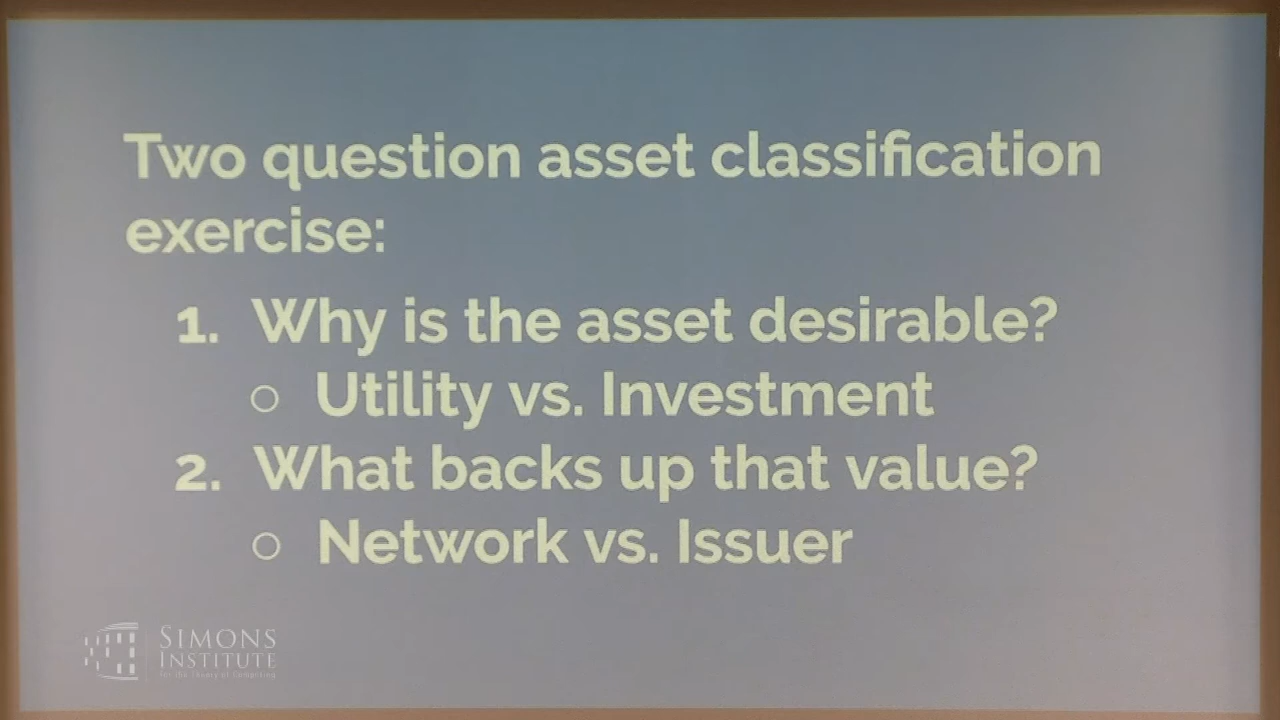 Two question asset classification
exercise:
1. Why is the asset desirable?
○ Utility vs. Investment
2. What backs up that value?
○ Network vs. Issuer
SIMONS
INSTITUTE
for the Theory of Computing